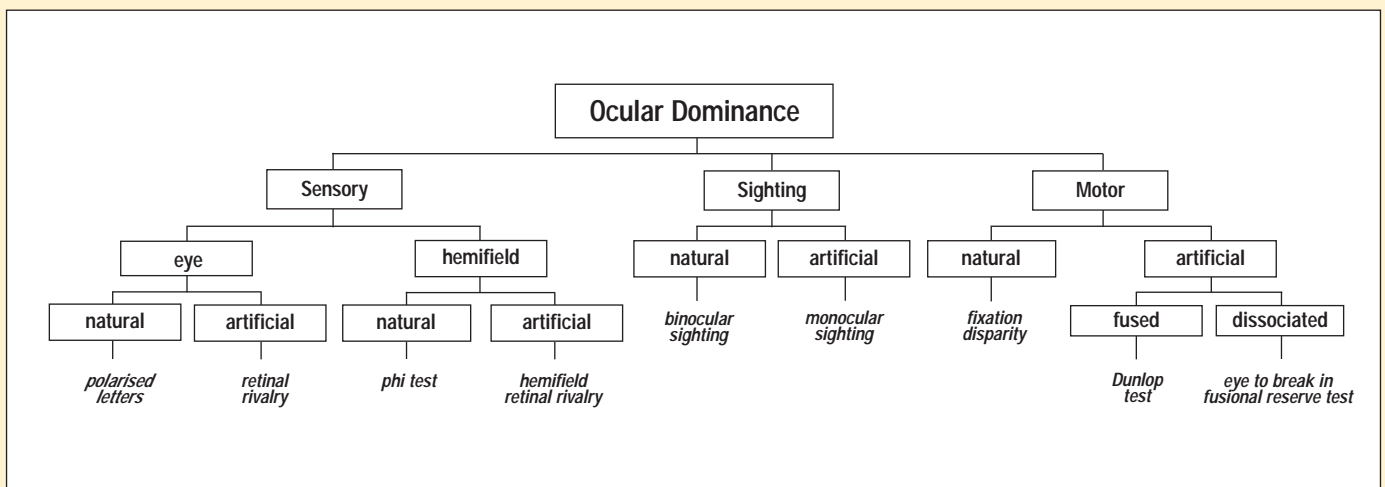 Ocular Dominance
Sensory
Sighting
Motor
eye
hemifield
natural
artificial
natural
artificial
natural
artificial
natural
artificial
fused
dissociated
binocular
sighting
monocular
sighting
fixation
disparity
polarised
letters
retinal
rivalry
phi test
hemifield
retinal rivalry
Dunlop
test
eye to break in
fusional reserve test